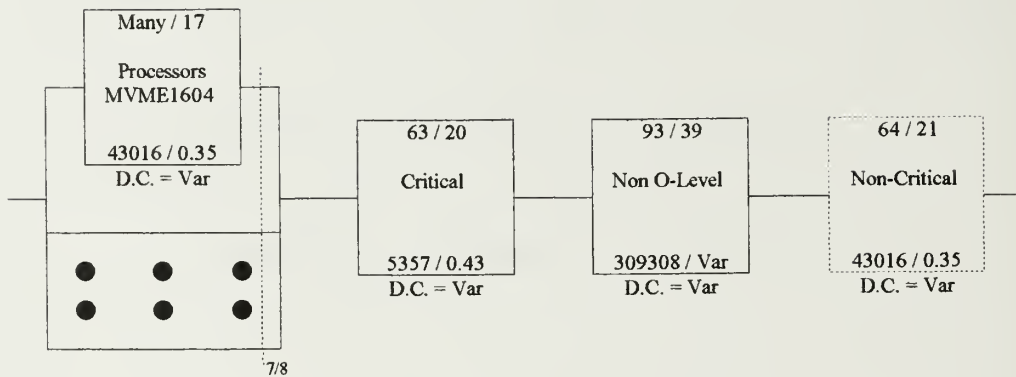 Many / 17
Processors
MVME1604
43016 / 0.35
D.C. = Var
7/8
63 / 20
Critical
5357 / 0.43
D.C. = Var
93 / 39
Non O-Level
309308 / Var
D.C. = Var
64 / 21
Non-Critical
43016 / 0.35
D.C. = Var